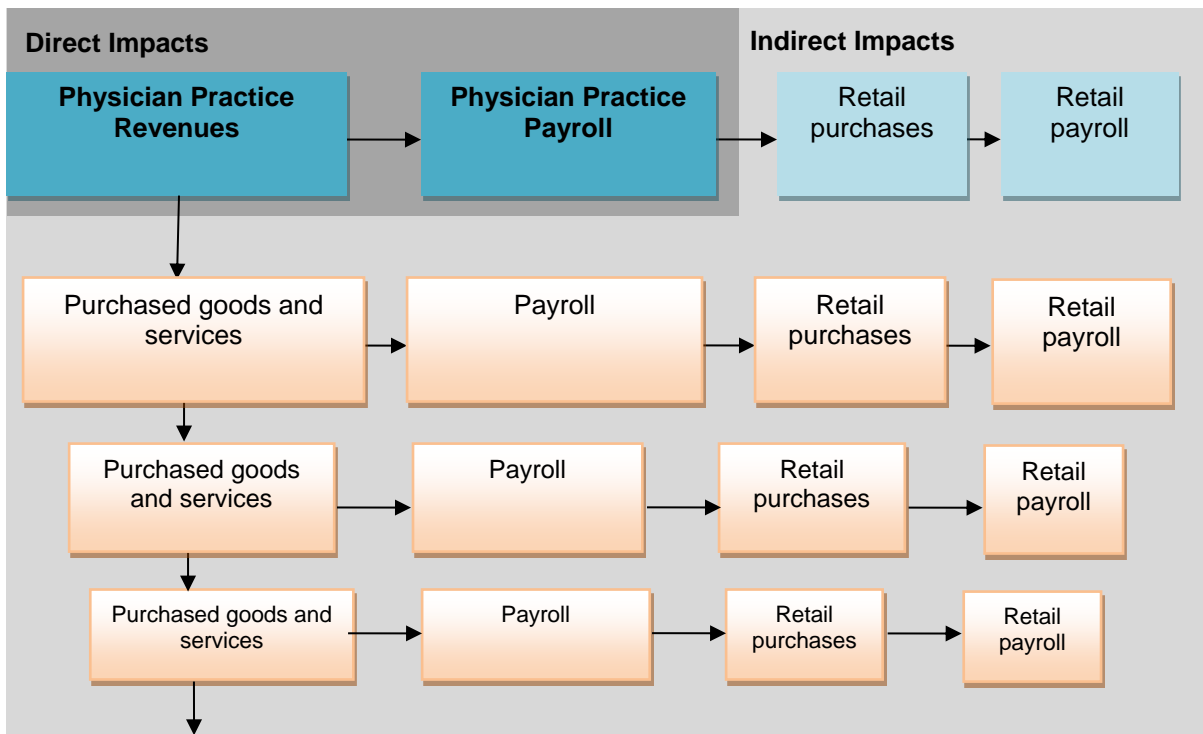 Direct Impacts
Indirect Impacts
Physician Practice
Revenues
Physician Practice
Payroll
Retail
purchases
Retail
payroll
Purchased goods and
services
Payroll
Retail
purchases
Retail
payroll
Purchased goods
and services
Payroll
Retail
purchases
Retail
payroll
Purchased goods and
services
Payroll
Retail
purchases
Retail
payroll